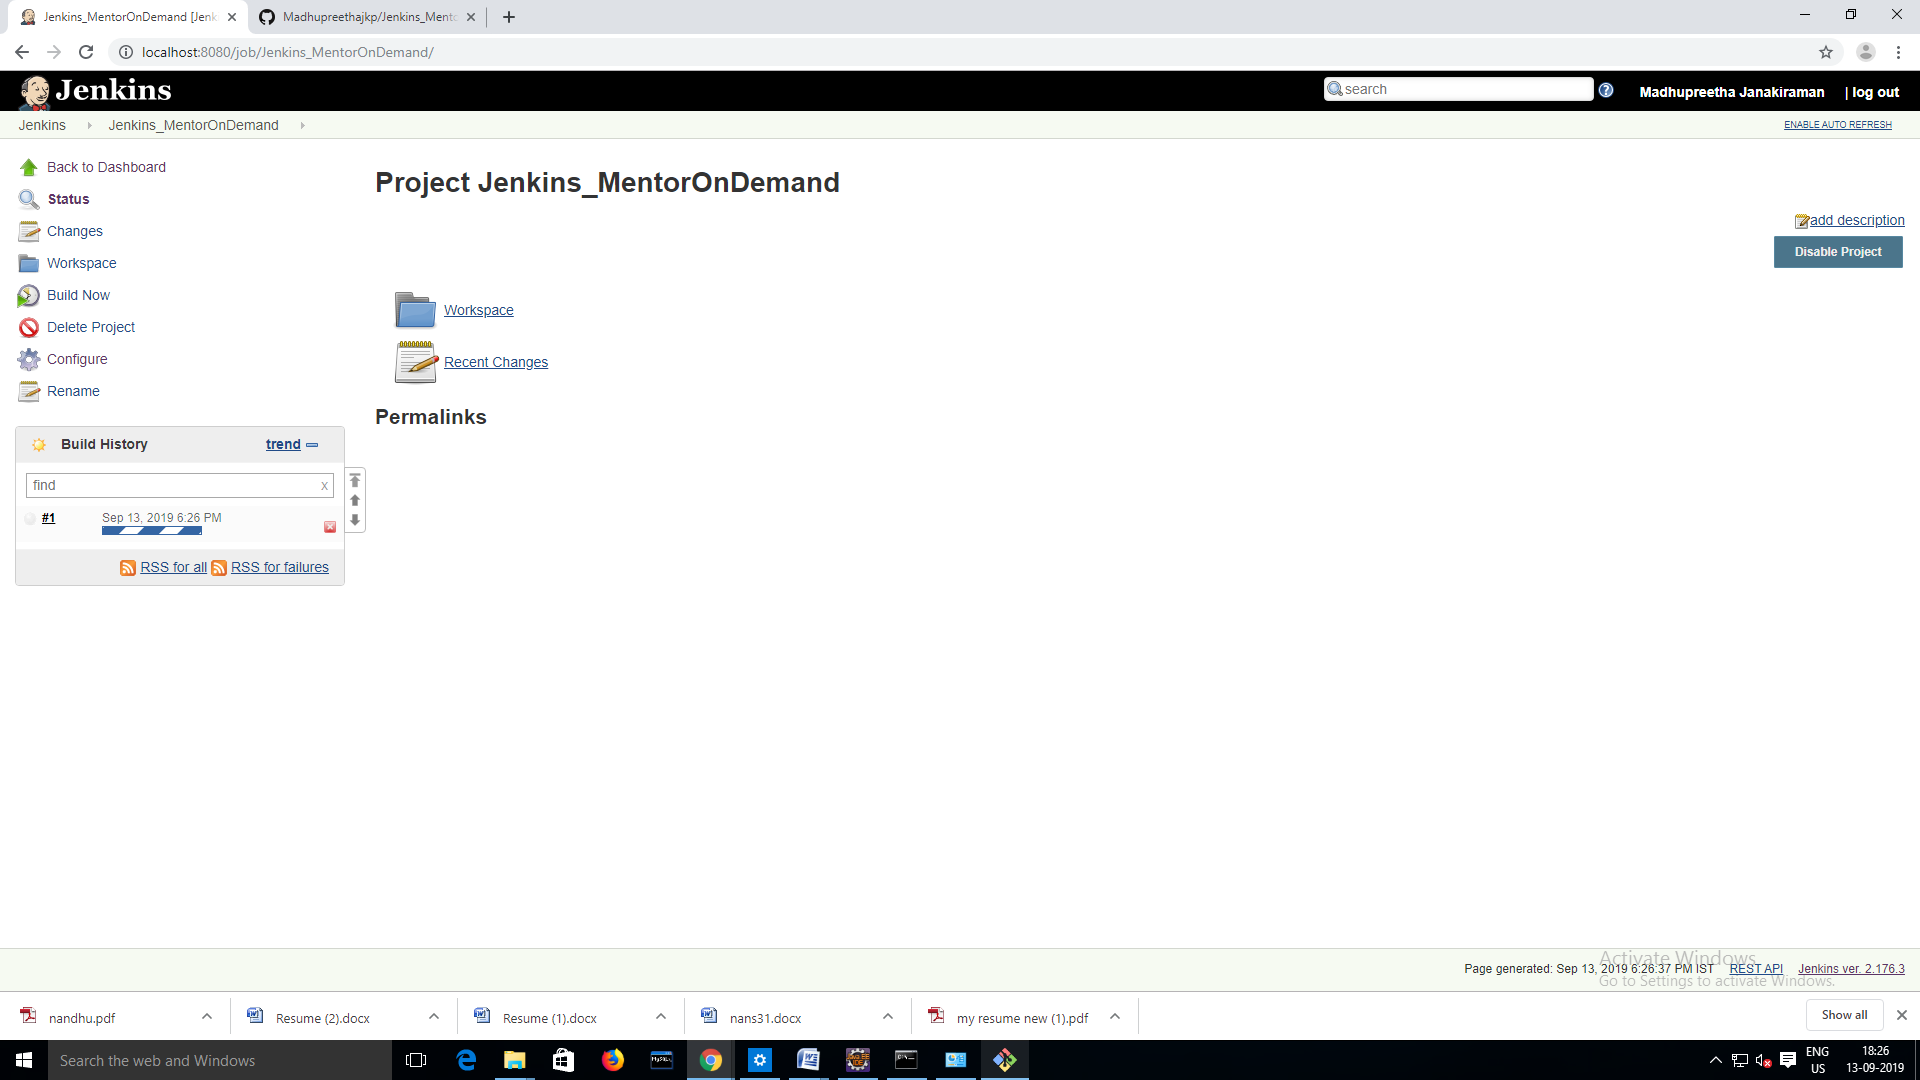 Jenkins_MentorOnDemand [Jenk
Madhupreethajkp/Jenkins_Mento
localhost:8080/job/Jenkins_MentorOnDemand/
Jenkins
search
Madhupreetha Janakiraman
| log out
Jenkins
Jenkins_MentorOnDemand
ENABLE AUTO REFRESH
Back to Dashboard
Status
Changes
Workspace
Build Now
Delete Project
Configure
Rename
Project Jenkins_MentorOnDemand
add description
Disable Project
Workspace
Recent Changes
Permalinks
Build History
trend
find
x
#1
Sep 13, 2019 6:26 PM
RSS for all
RSS for failures
Activate Windows
Go to Settings to activate Windows.
Page generated: Sep 13, 2019 6:26:37 PM IST
REST API
Jenkins ver. 2.176.3
nandhu.pdf
Resume (2).docx
Resume (1).docx
nans31.docx
my resume new (1).pdf
Show all
Search the web and Windows
ENG
US
18:26
13-09-2019